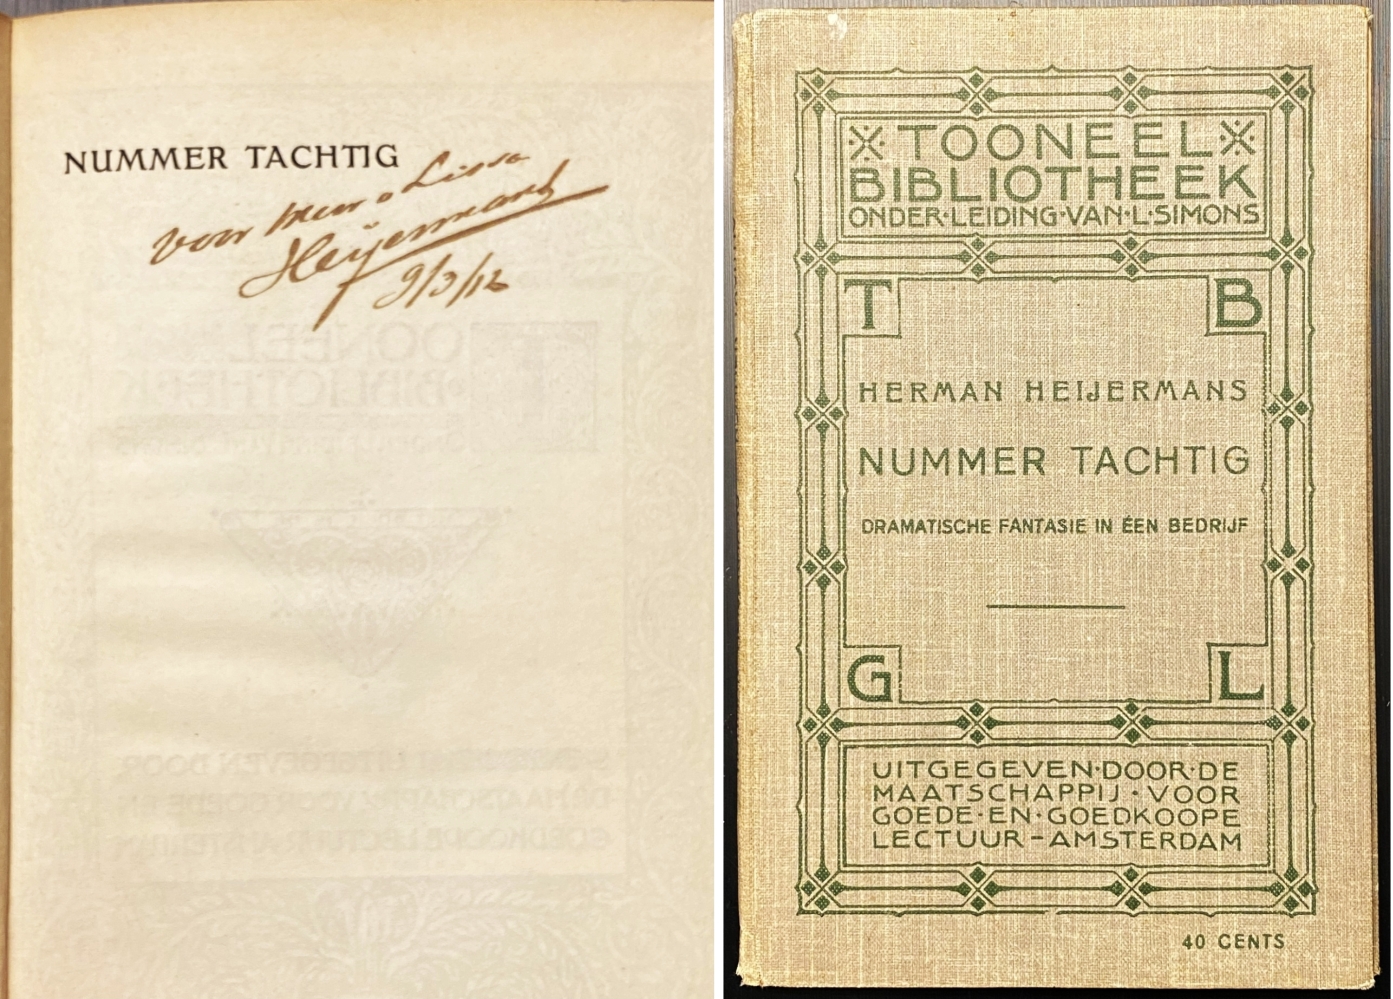 NUMMER TACHTIG
voor
Heijermans
9/3/12
TOONEEL
BIBLIOTHEEK
ONDER·LEIDING·VAN·L·SIMONS
T B
HERMAN HEIJERMANS
NUMMER TACHTIG
DRAMATISCHE FANTASIE IN ÉEN BEDRIJF
G L
UITGEGEVEN·DOOR·DE
MAATSCHAPPIJ·VOOR
GOEDE·EN·GOEDKOOPE
LECTUUR-AMSTERDAM
40 CENTS